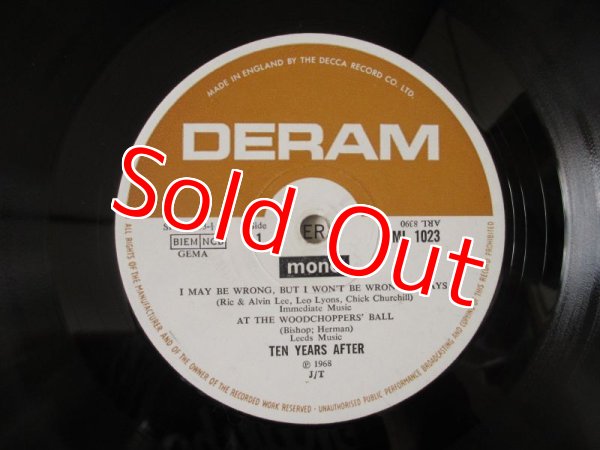 MADE IN ENGLAND BY THE DECCA RECORD CO. LTD.
DERAM
Sold Out
Side
1
BIEM NCB
GEMA
ARL 8390
ML 1023
mono
I MAY BE WRONG, BUT I WON'T BE
(Ric & Alvin Lee, Leo Lyons, Chick Churchill)
Immediate Music
AT THE WOODCHOPPERS' BALL
(Bishop; Herman)
Leeds Music
TEN YEARS AFTER
℗ 1968
J/T
ALL RIGHTS OF THE MANUFACTURER AND OF THE OWNER OF THE RECORDED WORK RESERVED · UNAUTHORISED PUBLIC PERFORMANCE BROADCASTING AND COPYING OF THIS RECORD PROHIBITED